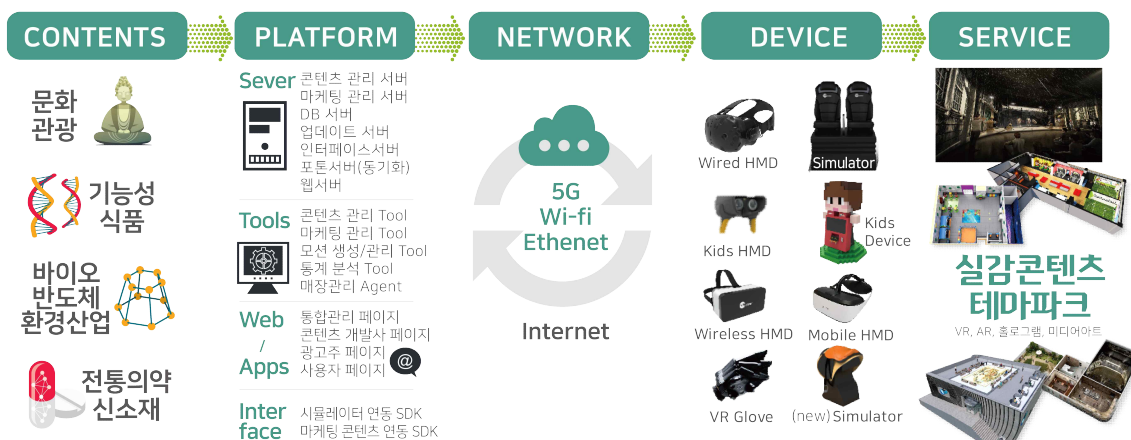 CONTENTS
PLATFORM
NETWORK
DEVICE
SERVICE
문화
관광
기능성
식품
바이오
반도체
환경산업
전통의약
신소재
Sever
콘텐츠 관리 서버
마케팅 관리 서버
DB 서버
업데이트 서버
인터페이스서버
포톤서버(동기화)
웹서버
Tools
콘텐츠 관리 Tool
마케팅 관리 Tool
모션 생성/관리 Tool
통계 분석 Tool
매장관리 Agent
Web
/
Apps
통합관리 페이지
콘텐츠 개발사 페이지
광고주 페이지
사용자 페이지
@
Inter
face
시뮬레이터 연동 SDK
마케팅 콘텐츠 연동 SDK
5G
Wi-fi
Ethenet
Internet
Wired HMD
Simulator
Kids HMD
Kids
Device
Wireless HMD
Mobile HMD
VR Glove
(new) Simulator
실감콘텐츠
테마파크
VR, AR, 홀로그램, 미디어아트